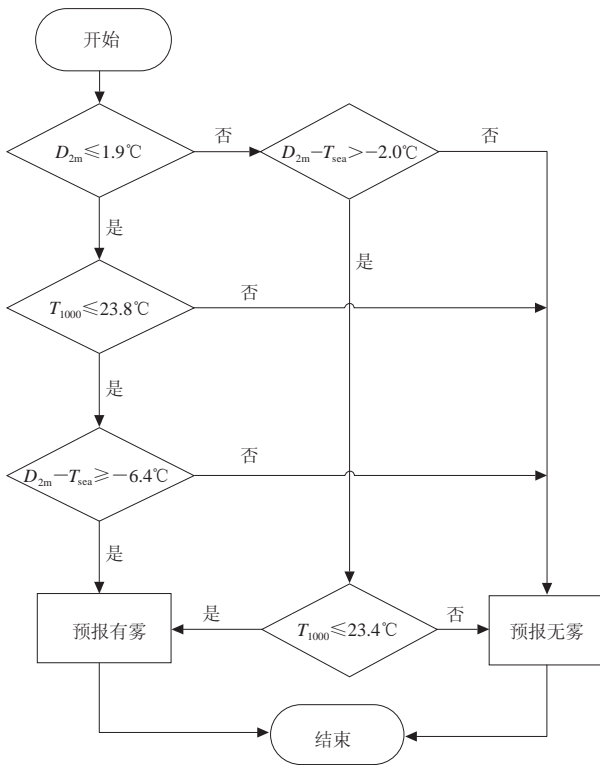 开始
D2m≤1.9℃
否
D2m−Tsea>−2.0℃
否
是
是
T1000≤23.8℃
否
是
D2m−Tsea≥−6.4℃
否
是
预报有雾
是
T1000≤23.4℃
否
预报无雾
结束